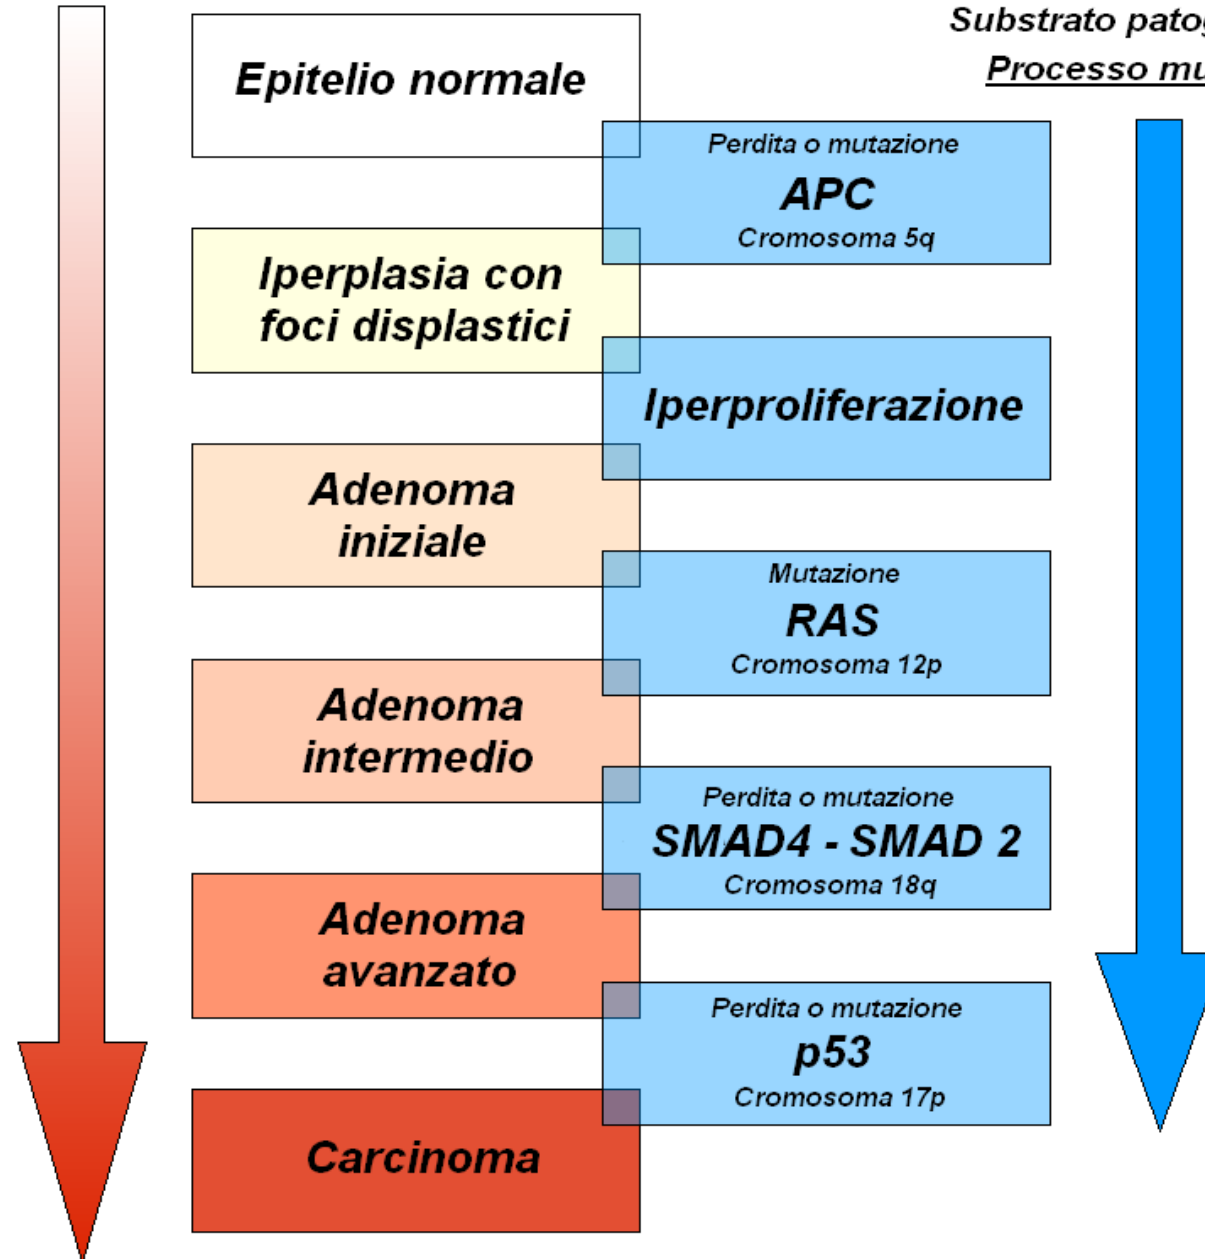 Substrato patog
Processo mu
Epitelio normale
Perdita o mutazione
APC
Cromosoma 5q
Iperplasia con
foci displastici
Iperproliferazione
Adenoma
iniziale
Mutazione
RAS
Cromosoma 12p
Adenoma
intermedio
Perdita o mutazione
SMAD4 - SMAD 2
Cromosoma 18q
Adenoma
avanzato
Perdita o mutazione
p53
Cromosoma 17p
Carcinoma